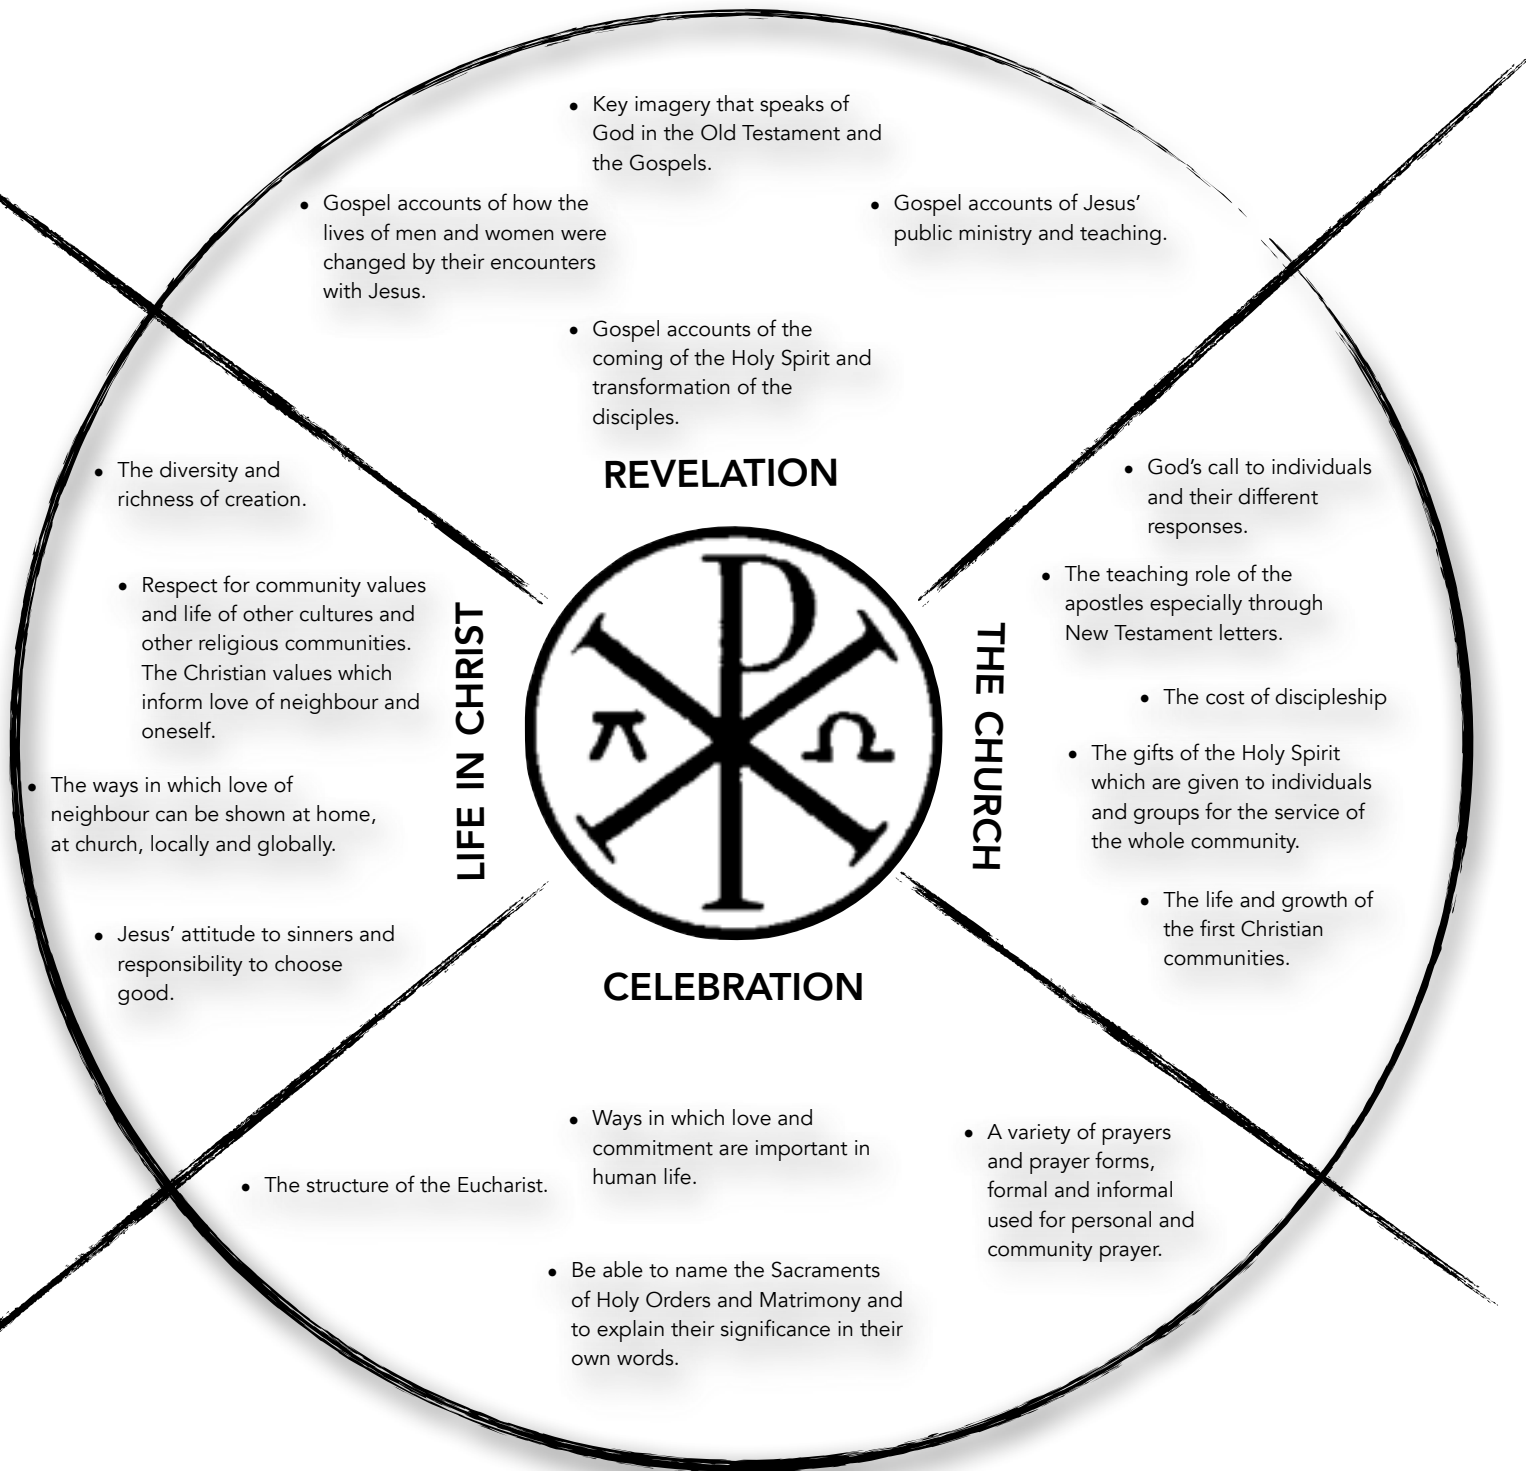 • Key imagery that speaks of
God in the Old Testament and
the Gospels.
• Gospel accounts of how the
lives of men and women were
changed by their encounters
with Jesus.
• Gospel accounts of Jesus’
public ministry and teaching.
• Gospel accounts of the
coming of the Holy Spirit and
transformation of the
disciples.
REVELATION
• The diversity and
richness of creation.
• Respect for community values
and life of other cultures and
other religious communities.
The Christian values which
inform love of neighbour and
oneself.
• The ways in which love of
neighbour can be shown at home,
at church, locally and globally.
• Jesus’ attitude to sinners and
responsibility to choose
good.
LIFE IN CHRIST
THE CHURCH
• God’s call to individuals
and their different
responses.
• The teaching role of the
apostles especially through
New Testament letters.
• The cost of discipleship
• The gifts of the Holy Spirit
which are given to individuals
and groups for the service of
the whole community.
• The life and growth of
the first Christian
communities.
CELEBRATION
• Ways in which love and
commitment are important in
human life.
• The structure of the Eucharist.
• A variety of prayers
and prayer forms,
formal and informal
used for personal and
community prayer.
• Be able to name the Sacraments
of Holy Orders and Matrimony and
to explain their significance in their
own words.